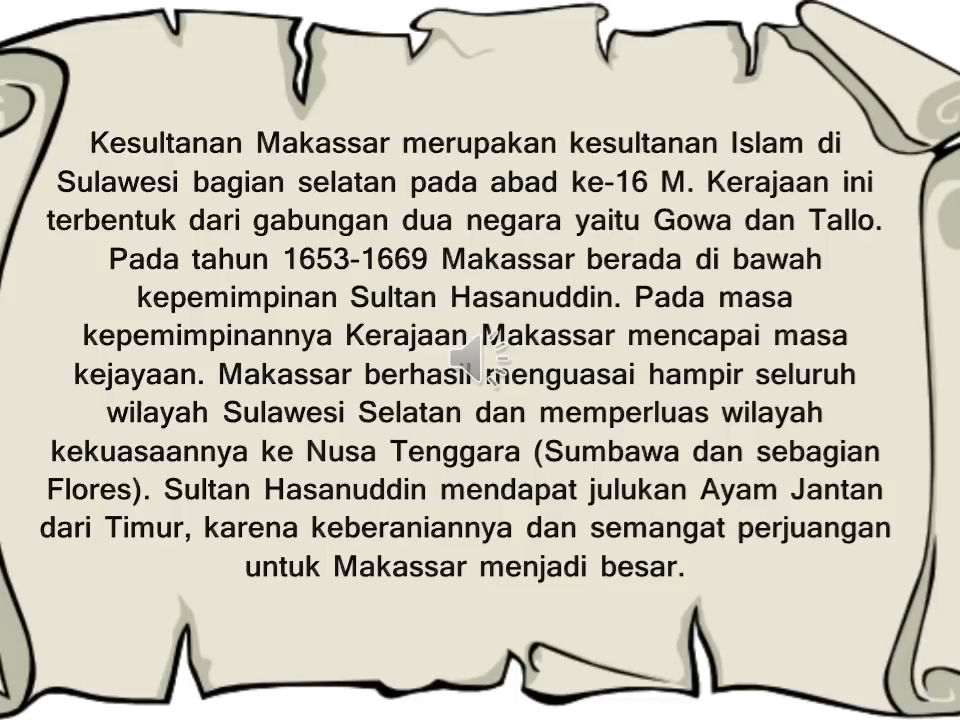 Kesultanan Makassar merupakan kesultanan Islam di
Sulawesi bagian selatan pada abad ke-16 M. Kerajaan ini
terbentuk dari gabungan dua negara yaitu Gowa dan Tallo.
Pada tahun 1653-1669 Makassar berada di bawah
kepemimpinan Sultan Hasanuddin. Pada masa
kepemimpinannya Kerajaan Makassar mencapai masa
kejayaan. Makassar berhasil menguasai hampir seluruh
wilayah Sulawesi Selatan dan memperluas wilayah
kekuasaannya ke Nusa Tenggara (Sumbawa dan sebagian
Flores). Sultan Hasanuddin mendapat julukan Ayam Jantan
dari Timur, karena keberaniannya dan semangat perjuangan
untuk Makassar menjadi besar.